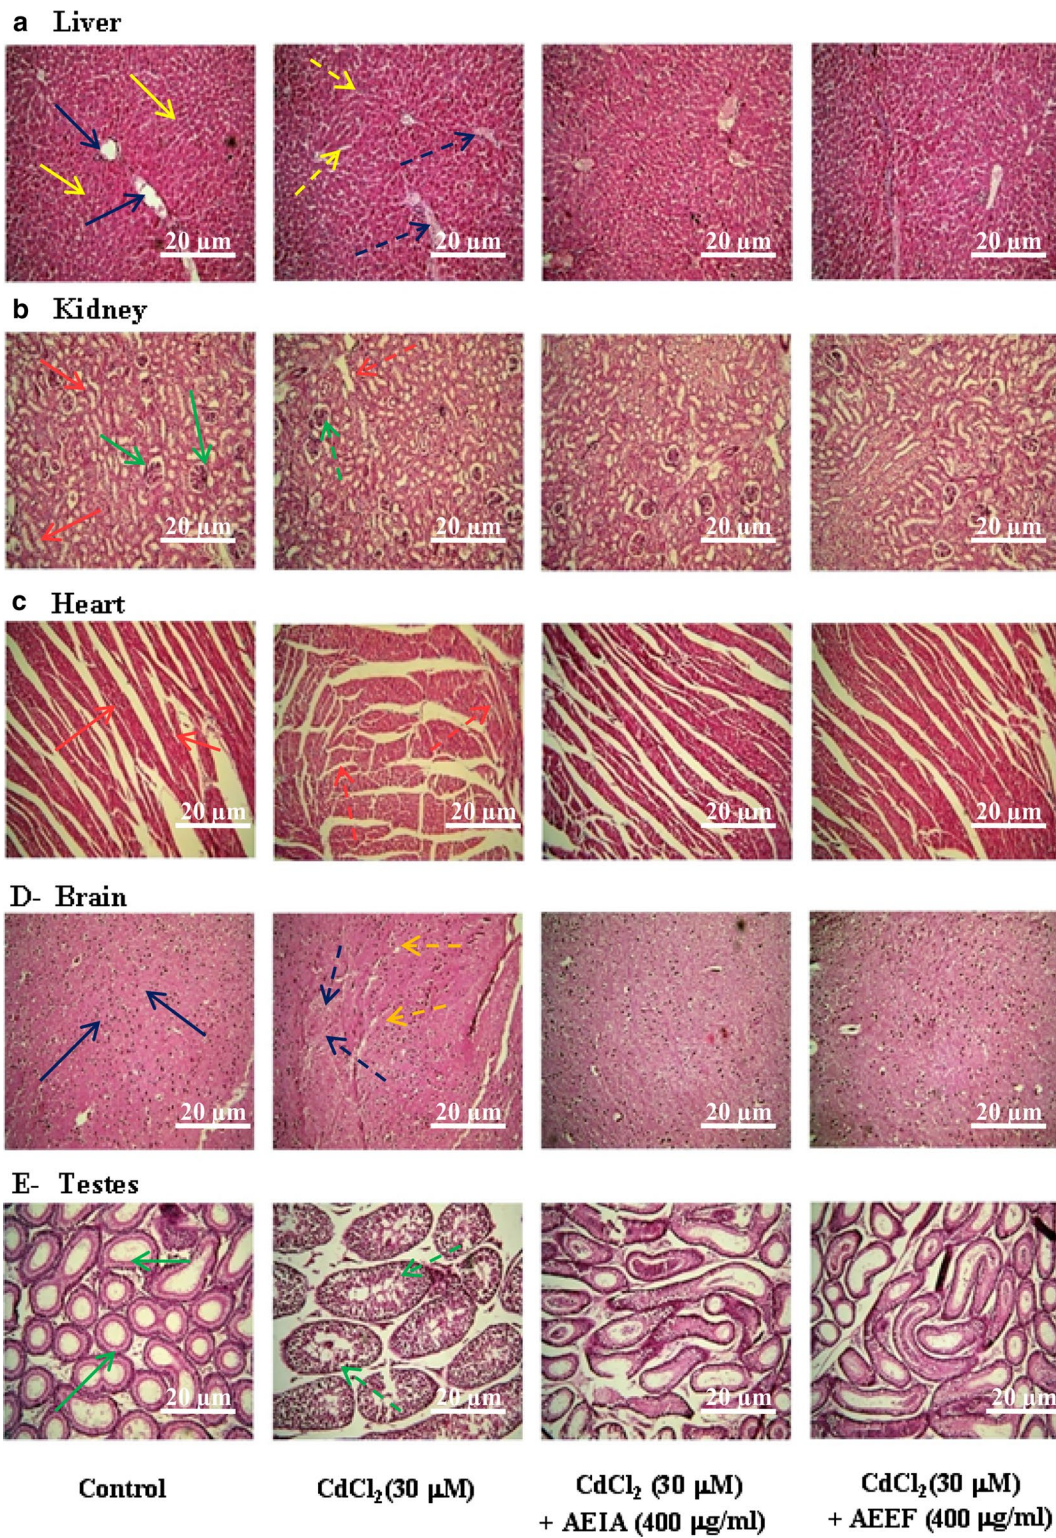 a Liver
20 µm 20 µm 20 µm 20 µm
b Kidney
20 µm 20 µm 20 µm 20 µm
c Heart
20 µm 20 µm 20 µm 20 µm
D- Brain
20 µm 20 µm 20 µm 20 µm
E- Testes
20 µm 20 µm 20 µm 20 µm
Control CdCl₂ (30 µM) CdCl₂ (30 µM) CdCl₂ (30 µM)
+ AEIA (400 µg/ml) + AEEF (400 µg/ml)